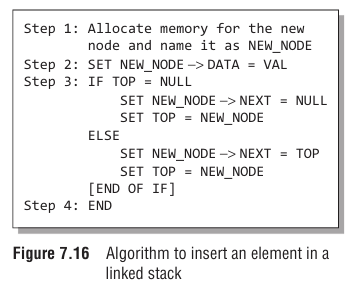 Step 1: Allocate memory for the new
node and name it as NEW_NODE
Step 2: SET NEW_NODE -> DATA = VAL
Step 3: IF TOP = NULL
SET NEW_NODE -> NEXT = NULL
SET TOP = NEW_NODE
ELSE
SET NEW_NODE -> NEXT = TOP
SET TOP = NEW_NODE
[END OF IF]
Step 4: END
Figure 7.16 Algorithm to insert an element in a
linked stack